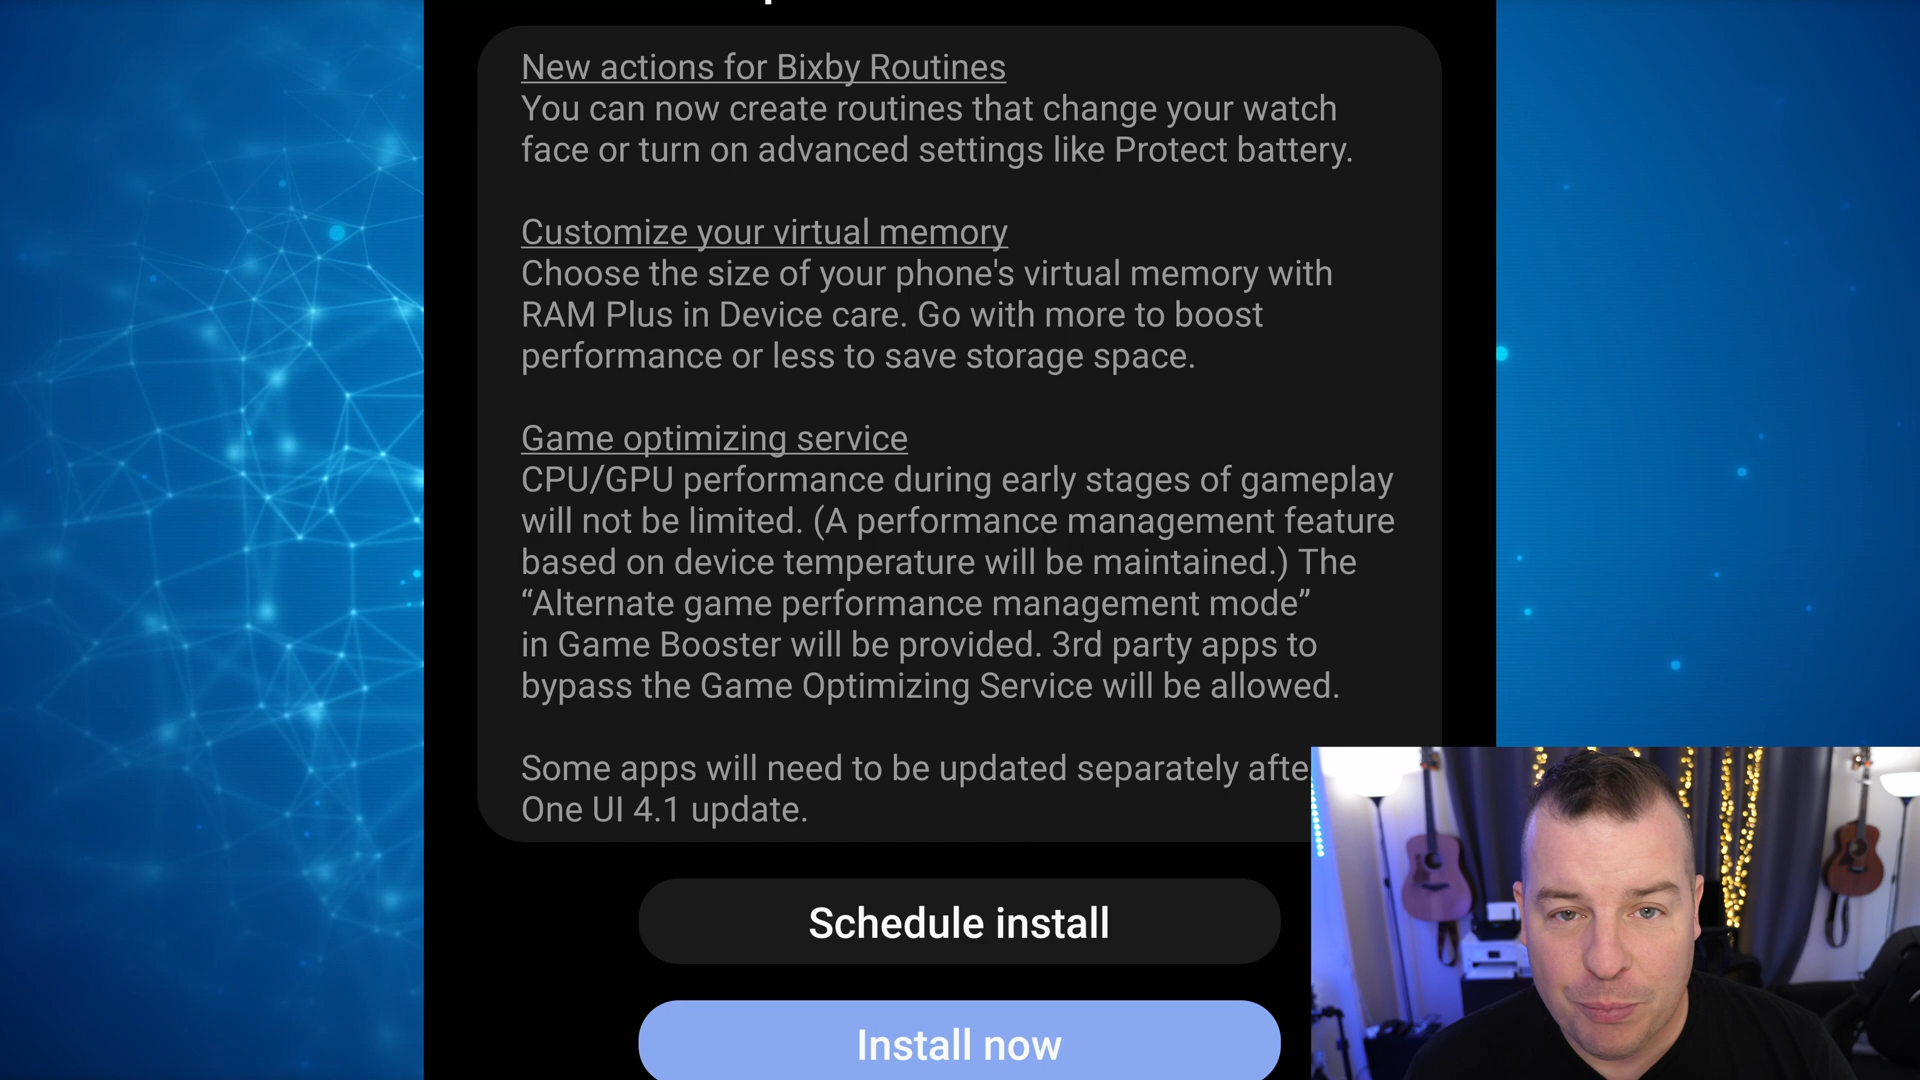 New actions for Bixby Routines
You can now create routines that change your watch
face or turn on advanced settings like Protect battery.
Customize your virtual memory
Choose the size of your phone's virtual memory with
RAM Plus in Device care. Go with more to boost
performance or less to save storage space.
Game optimizing service
CPU/GPU performance during early stages of gameplay
will not be limited. (A performance management feature
based on device temperature will be maintained.) The
“Alternate game performance management mode”
in Game Booster will be provided. 3rd party apps to
bypass the Game Optimizing Service will be allowed.
Some apps will need to be updated separately
One UI 4.1 update.
Schedule install
Install now